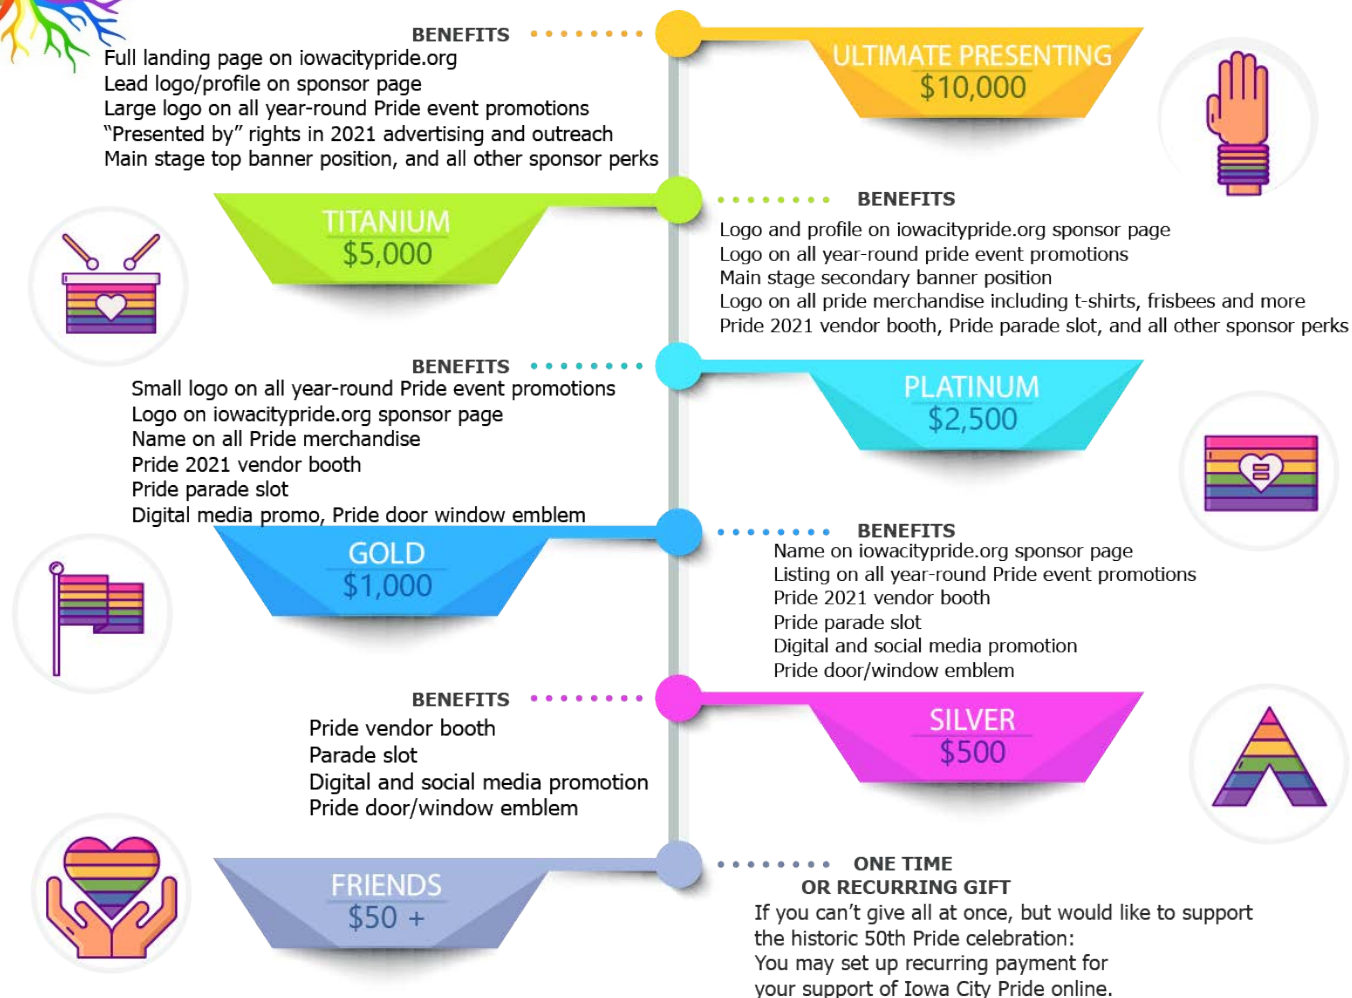 BENEFITS
Full landing page on iowacitypride.org
Lead logo/profile on sponsor page
Large logo on all year-round Pride event promotions
“Presented by” rights in 2021 advertising and outreach
Main stage top banner position, and all other sponsor perks
ULTIMATE PRESENTING
$10,000
TITANIUM
$5,000
BENEFITS
Logo and profile on iowacitypride.org sponsor page
Logo on all year-round pride event promotions
Main stage secondary banner position
Logo on all pride merchandise including t-shirts, frisbees and more
Pride 2021 vendor booth, Pride parade slot, and all other sponsor perks
BENEFITS
Small logo on all year-round Pride event promotions
Logo on iowacitypride.org sponsor page
Name on all Pride merchandise
Pride 2021 vendor booth
Pride parade slot
Digital media promo, Pride door window emblem
PLATINUM
$2,500
GOLD
$1,000
BENEFITS
Name on iowacitypride.org sponsor page
Listing on all year-round Pride event promotions
Pride 2021 vendor booth
Pride parade slot
Digital and social media promotion
Pride door/window emblem
BENEFITS
Pride vendor booth
Parade slot
Digital and social media promotion
Pride door/window emblem
SILVER
$500
FRIENDS
$50 +
ONE TIME
OR RECURRING GIFT
If you can’t give all at once, but would like to support
the historic 50th Pride celebration:
You may set up recurring payment for
your support of Iowa City Pride online.